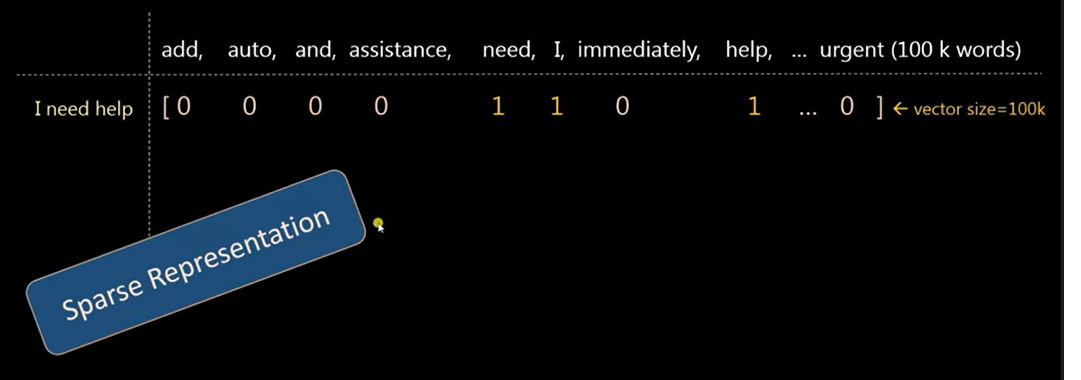 add, auto, and, assistance, need, I, immediately, help, ... urgent (100 k words)
I need help [ 0 0 0 0 1 1 0 1 ... 0 ] ← vector size=100k
Sparse Representation